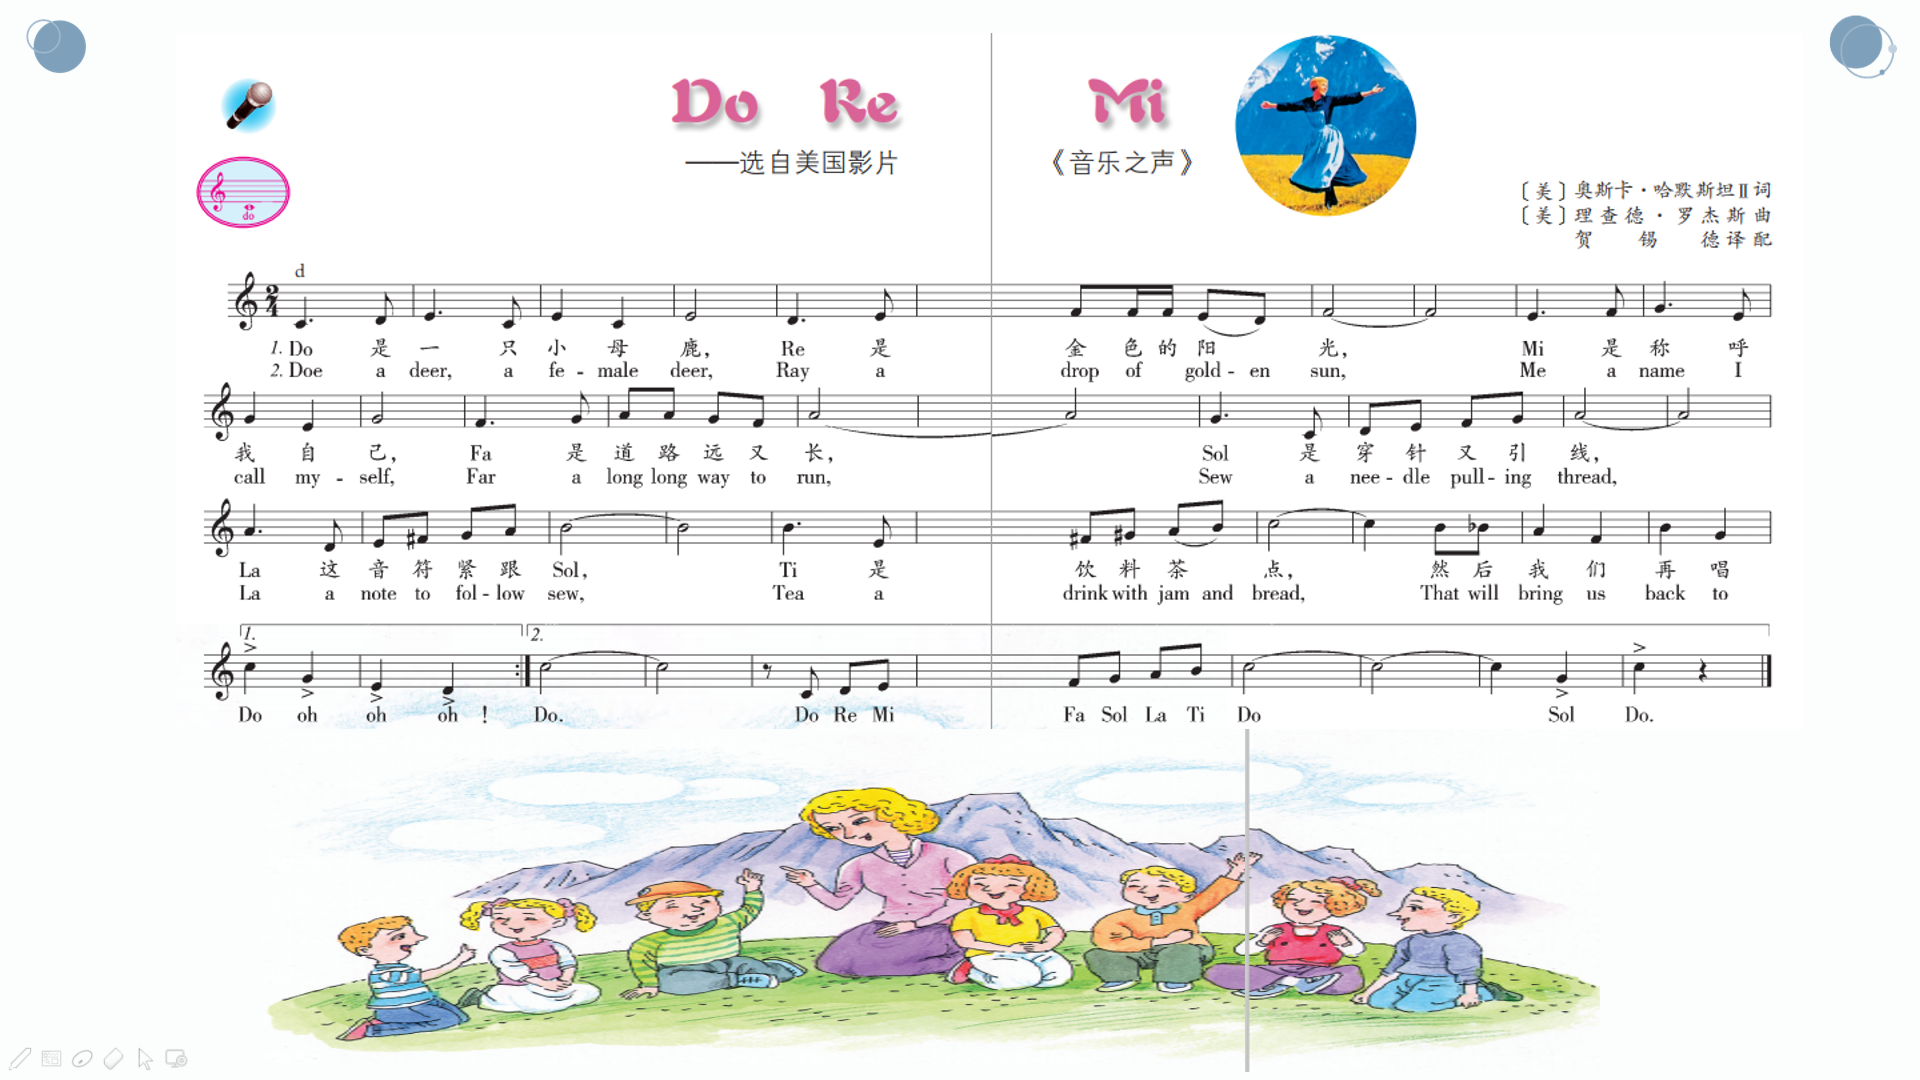 Do Re Mi
——选自美国影片 《音乐之声》
〔美〕奥斯卡·哈默斯坦Ⅱ词
〔美〕理查德·罗杰斯曲
贺锡德译配
do
d
2
4
1. Do 是 一 只 小 母 鹿, Re 是 金 色 的 阳 光, Mi 是 称 呼
2. Doe a deer, a fe - male deer, Ray a drop of gold - en sun, Me a name I
我 自 己, Fa 是 道 路 远 又 长, Sol 是 穿 针 又 引 线,
call my - self, Far a long long way to run, Sew a nee - dle pull - ing thread,
La 这 音 符 紧 跟 Sol, Ti 是 饮 料 茶 点, 然 后 我 们 再 唱
La a note to fol - low sew, Tea a drink with jam and bread, That will bring us back to
1. 2.
Do oh oh oh ! Do. Do Re Mi Fa Sol La Ti Do Sol Do.